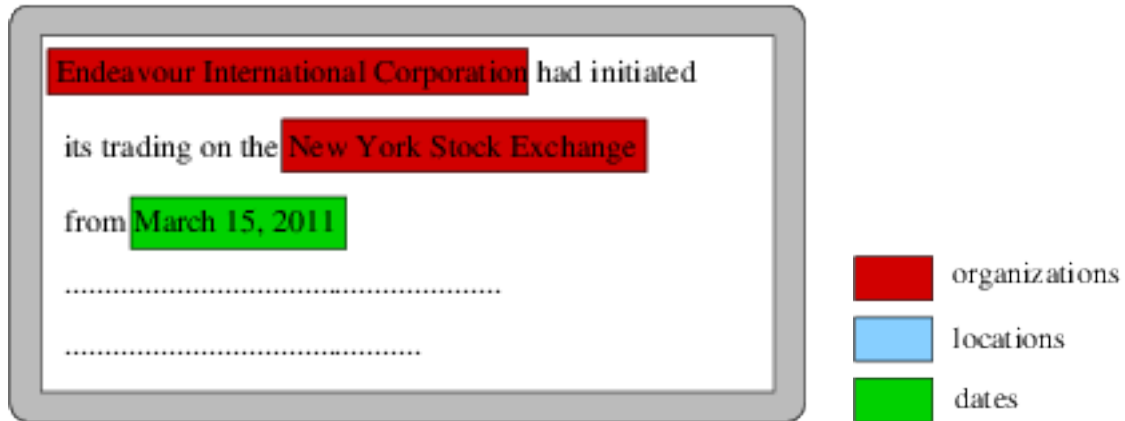 Endeavour International Corporation had initiated
its trading on the New York Stock Exchange
from March 15, 2011
.......................................................
.............................................
organizations
locations
dates